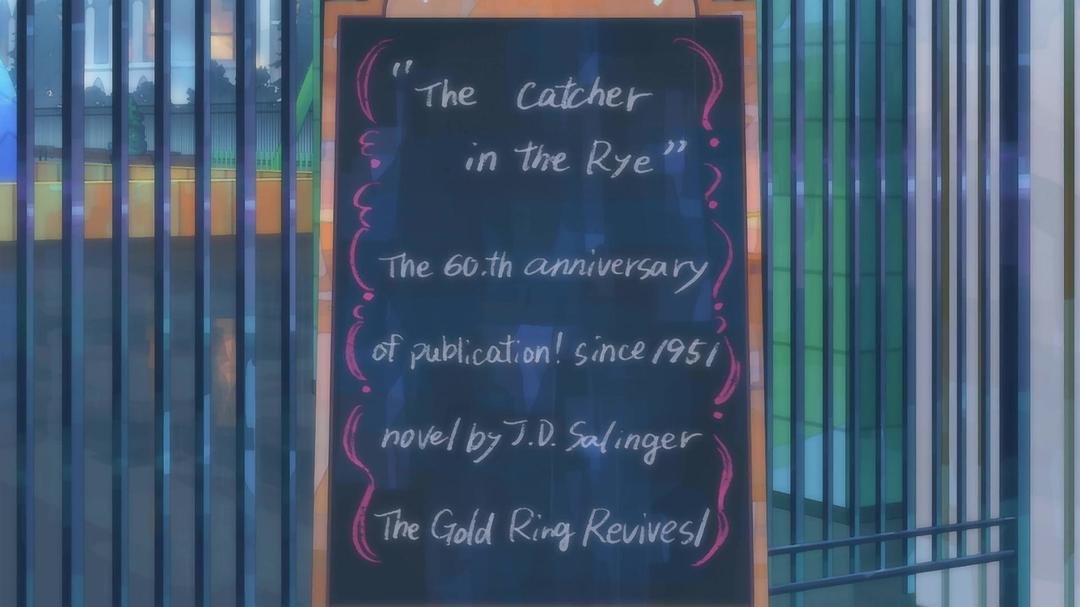 "The Catcher
in the Rye"
The 60.th anniversary
of publication! since 1951
novel by J.D. Salinger
The Gold Ring Revives!